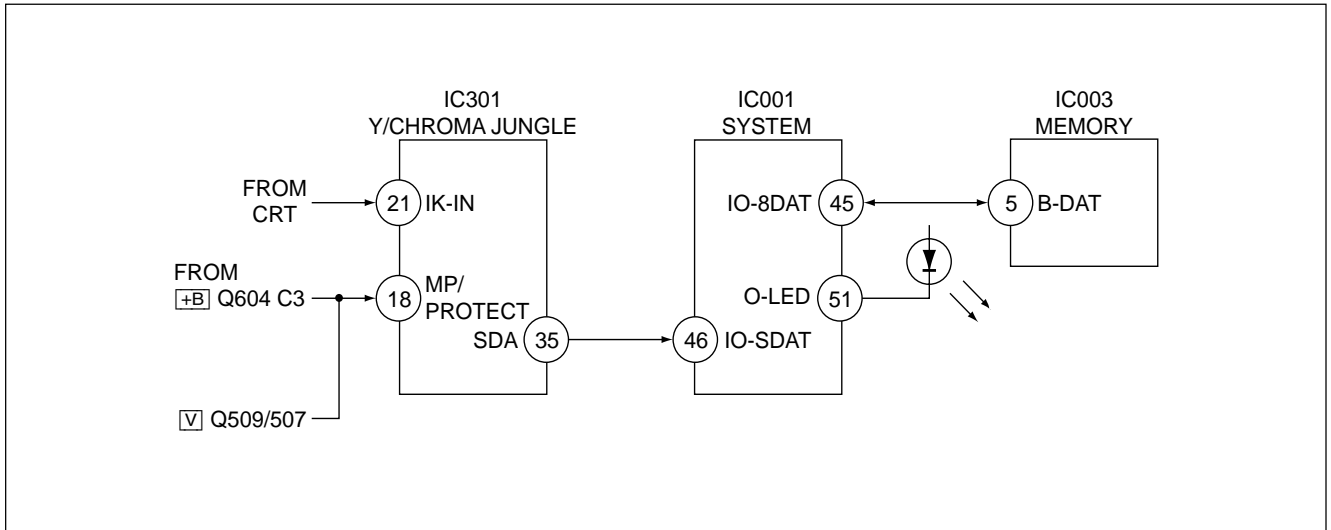 IC301
Y/CHROMA JUNGLE
IC001
SYSTEM
IC003
MEMORY
FROM
CRT
21 IK-IN
IO-8DAT 45
5 B-DAT
FROM
+B Q604 C3
18 MP/
PROTECT
O-LED 51
SDA 35
46 IO-SDAT
V Q509/507